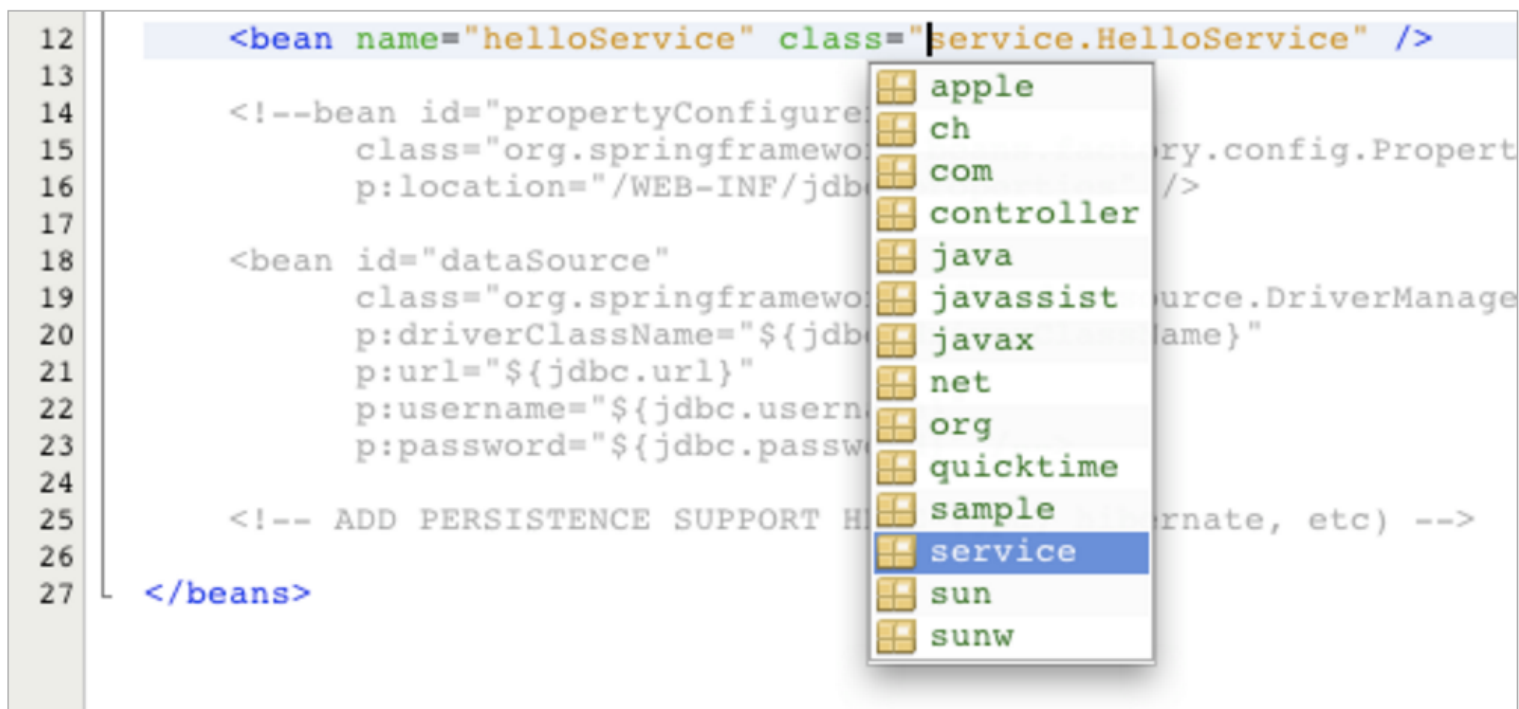 12 <bean name="helloService" class="service.HelloService" />
13
14 <!--bean id="propertyConfigurer
15 class="org.springframewo ry.config.Propert
16 p:location="/WEB-INF/jdb />
17
18 <bean id="dataSource"
19 class="org.springframewo urce.DriverManage
20 p:driverClassName="${jdb ame}"
21 p:url="${jdbc.url}"
22 p:username="${jdbc.usern
23 p:password="${jdbc.passw
24
25 <!-- ADD PERSISTENCE SUPPORT H ernate, etc) -->
26
27 </beans>
apple
ch
com
controller
java
javassist
javax
net
org
quicktime
sample
service
sun
sunw